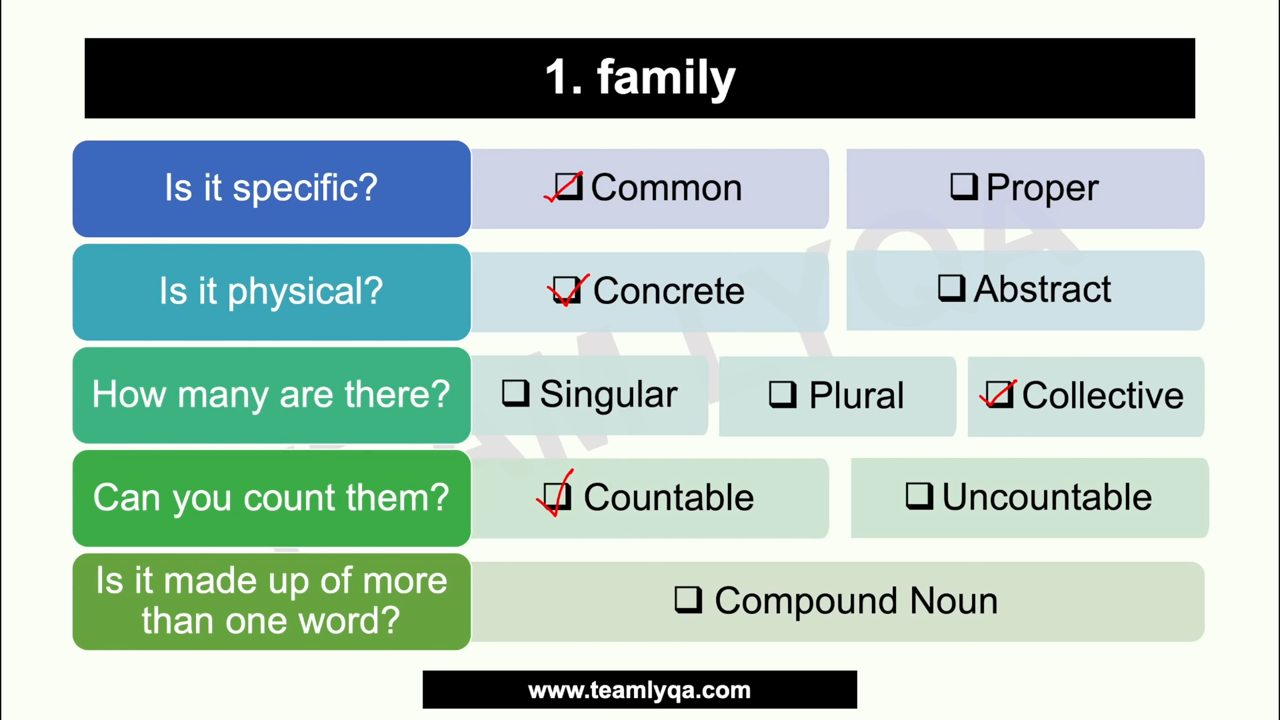 1. family
Is it specific?
Common
Proper
Is it physical?
Concrete
Abstract
How many are there?
Singular
Plural
Collective
Can you count them?
Countable
Uncountable
Is it made up of more
than one word?
Compound Noun
www.teamlyqa.com
TEAM LYQA